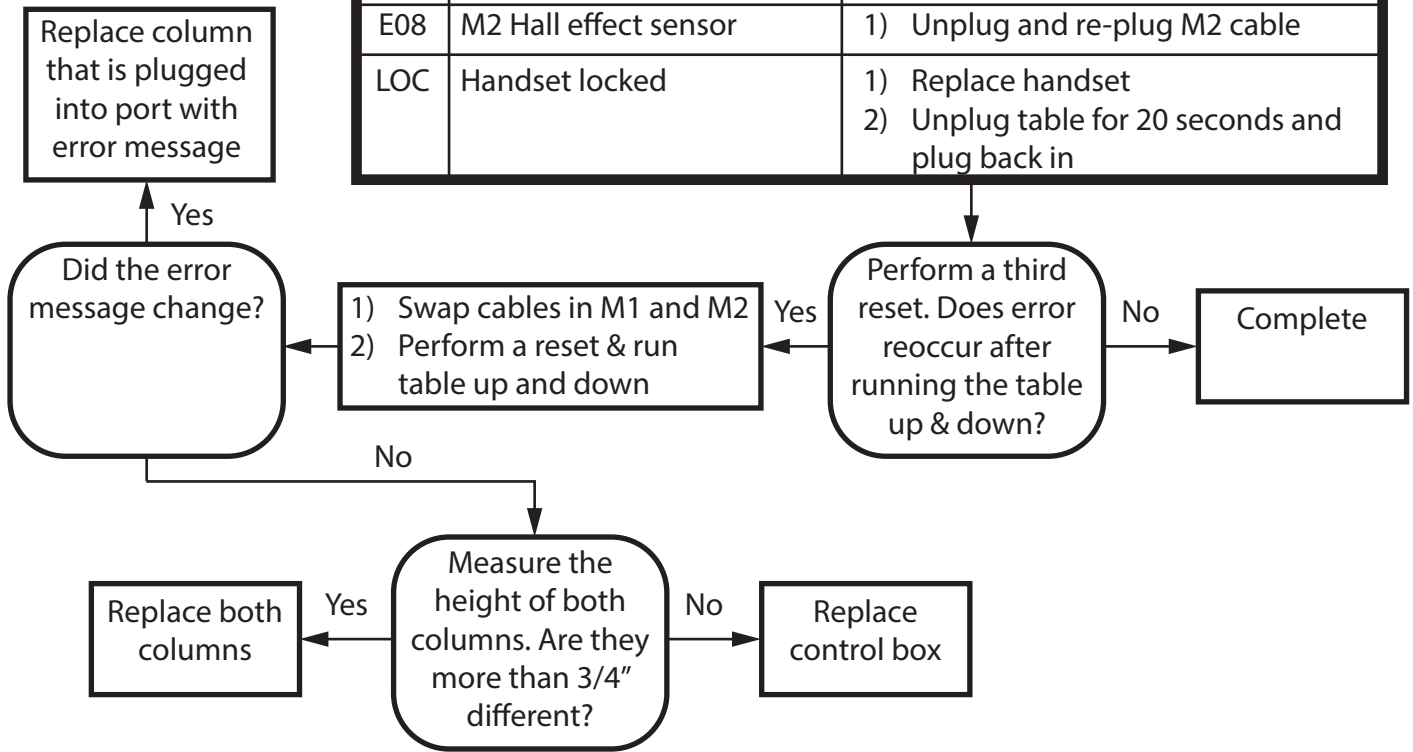 E08 M2 Hall effect sensor 1) Unplug and re-plug M2 cable
LOC Handset locked 1) Replace handset
2) Unplug table for 20 seconds and
plug back in
Replace column
that is plugged
into port with
error message
Yes
Did the error
message change?
1) Swap cables in M1 and M2
2) Perform a reset & run
table up and down
Yes
Perform a third
reset. Does error
reoccur after
running the table
up & down?
No
Complete
No
Measure the
height of both
columns. Are they
more than 3/4”
different?
Yes
Replace both
columns
No
Replace
control box